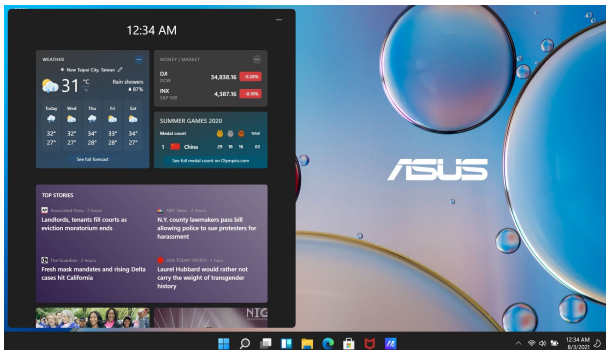 12:34 AM
WEATHER
New Taipei City, Taiwan
31 °C
°F
Rain showers
87%
Today Wed Thu Fri Sat
32° 32° 34° 33° 34°
27° 27° 28° 27° 27°
See full forecast
MONEY | MARKET
DJI
DOW
34,838.16 -0.28%
INX
S&P 500
4,387.16 -0.18%
SUMMER GAMES 2020
Medal count Total
1 China 29 18 16 63
See full medal count on Olympics.com
TOP STORIES
AP Associated Press · 2 hours
Landlords, tenants fill courts as
eviction moratorium ends
NBC News · 2 hours
N.Y. county lawmakers pass bill
allowing police to sue protesters for
harassment
The Guardian · 2 hours
Fresh mask mandates and rising Delta
cases hit California
USA TODAY SPORTS · 1 hour
Laurel Hubbard would rather not
carry the weight of transgender
history
NIG
ASUS
12:34 AM
8/3/2021